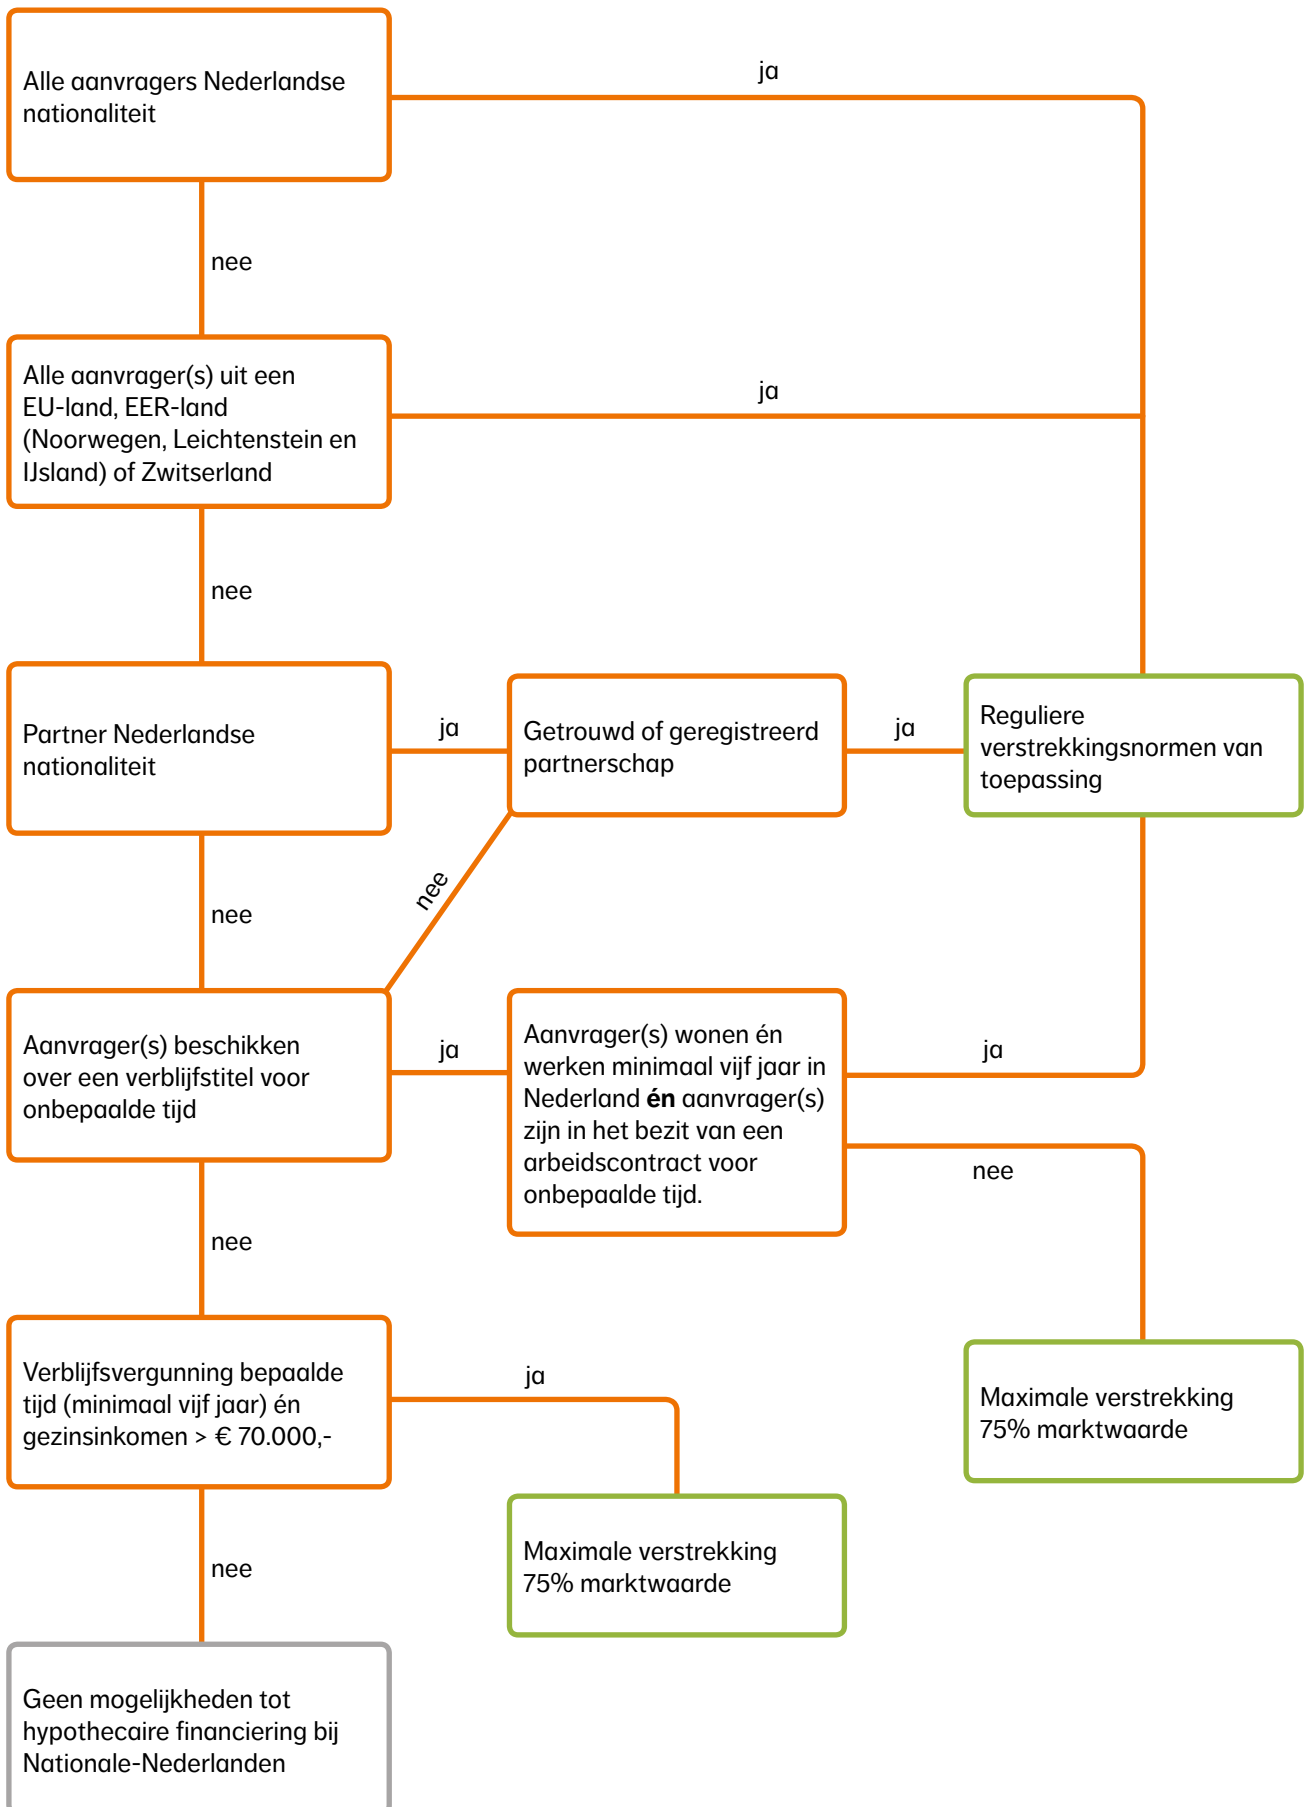 Alle aanvragers Nederlandse
nationaliteit
ja
nee
Alle aanvrager(s) uit een
EU-land, EER-land
(Noorwegen, Leichtenstein en
IJsland) of Zwitserland
ja
nee
Partner Nederlandse
nationaliteit
ja
Getrouwd of geregistreerd
partnerschap
ja
Reguliere
verstrekkingsnormen van
toepassing
nee
nee
Aanvrager(s) beschikken
over een verblijfstitel voor
onbepaalde tijd
ja
Aanvrager(s) wonen én
werken minimaal vijf jaar in
Nederland én aanvrager(s)
zijn in het bezit van een
arbeidscontract voor
onbepaalde tijd.
ja
nee
nee
Verblijfsvergunning bepaalde
tijd (minimaal vijf jaar) én
gezinsinkomen > € 70.000,-
ja
Maximale verstrekking
75% marktwaarde
Maximale verstrekking
75% marktwaarde
nee
Geen mogelijkheden tot
hypothecaire financiering bij
Nationale-Nederlanden